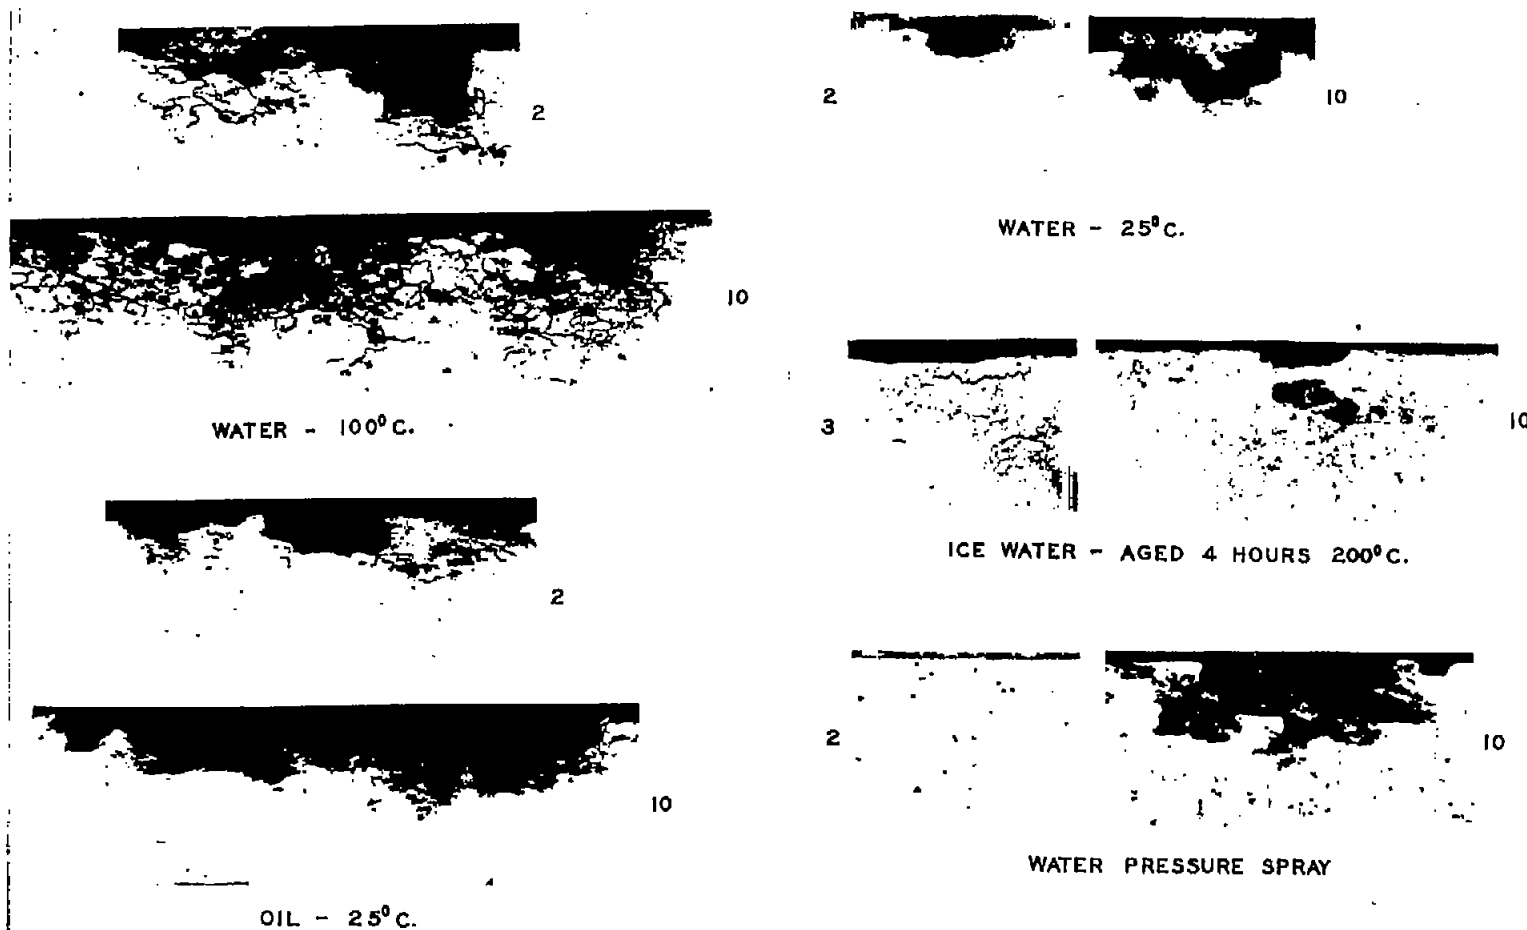 2
10
WATER - 100°C.
2
10
OIL - 25°C.
2
10
WATER - 25°C.
3
10
ICE WATER - AGED 4 HOURS 200°C.
2
10
WATER PRESSURE SPRAY